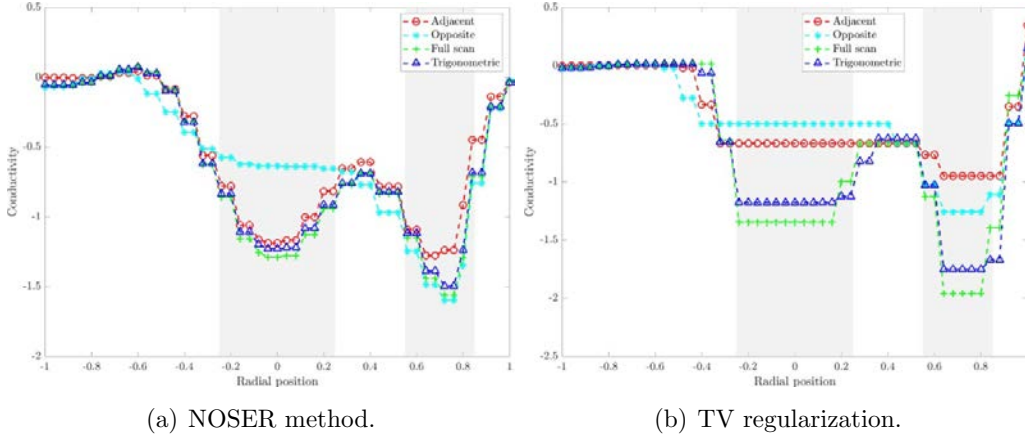 0.5
0
-0.5
-1
-1.5
-2
Conductivity
-1 -0.8 -0.6 -0.4 -0.2 0 0.2 0.4 0.6 0.8 1
Radial position
Adjacent
Opposite
Full scan
Trigonometric
(a) NOSER method.
0.5
0
-0.5
-1
-1.5
-2
-2.5
Conductivity
-1 -0.8 -0.6 -0.4 -0.2 0 0.2 0.4 0.6 0.8
Radial position
Adjacent
Opposite
Full scan
Trigonometric
(b) TV regularization.